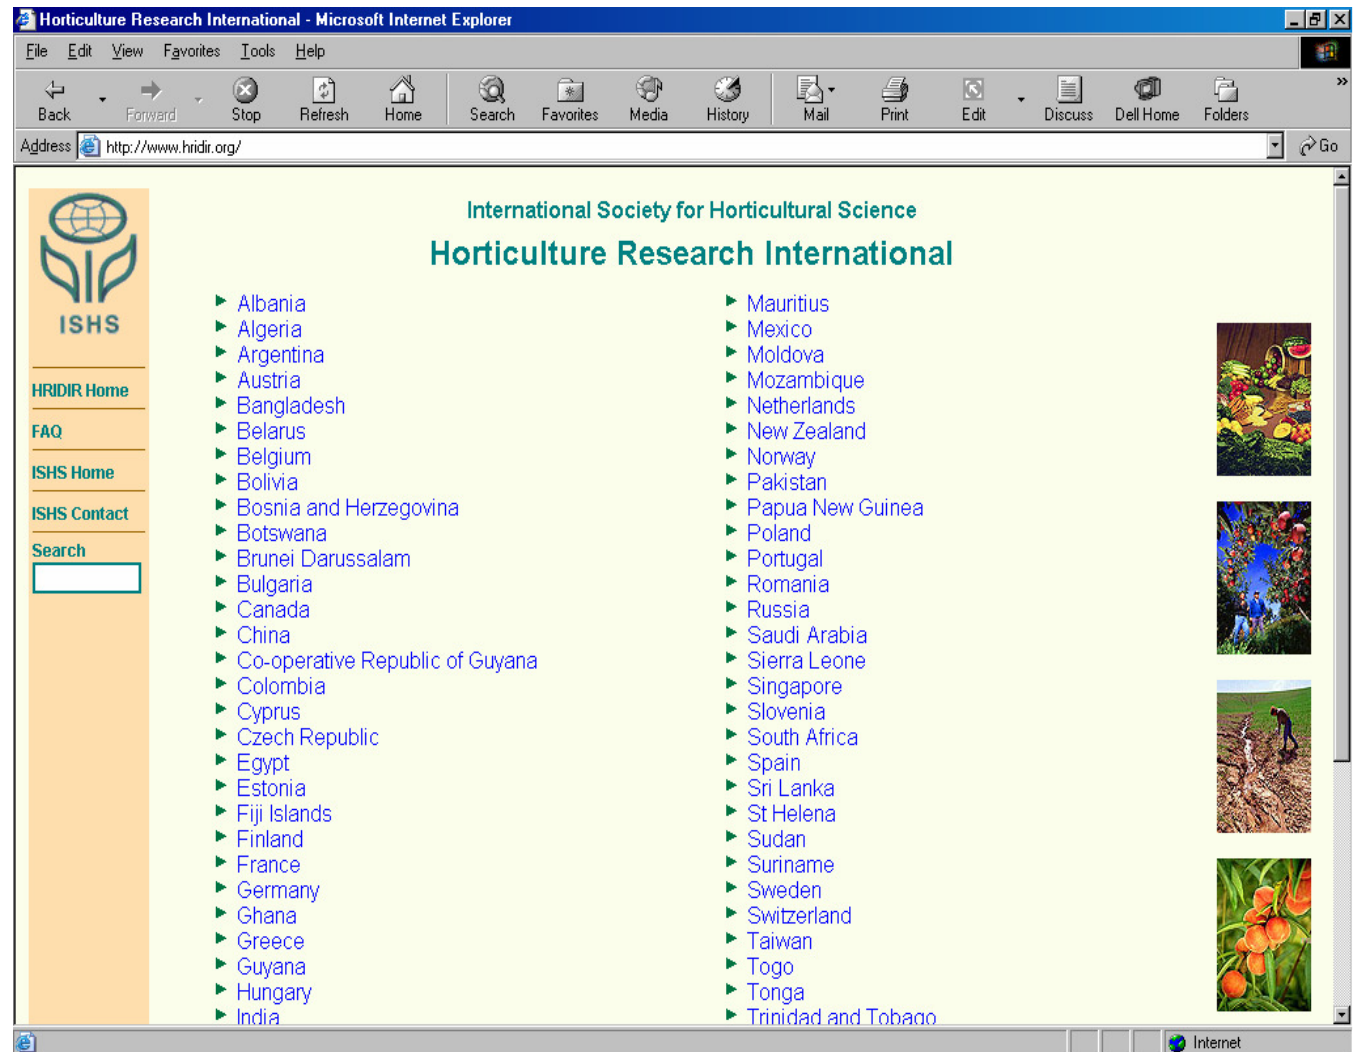 Horticulture Research International - Microsoft Internet Explorer
File Edit View Favorites Tools Help
Back Forward Stop Refresh Home Search Favorites Media History Mail Print Edit Discuss Dell Home Folders »
Address http://www.hridir.org/ Go
ISHS
HRIDIR Home
FAQ
ISHS Home
ISHS Contact
Search
International Society for Horticultural Science
Horticulture Research International
Albania
Algeria
Argentina
Austria
Bangladesh
Belarus
Belgium
Bolivia
Bosnia and Herzegovina
Botswana
Brunei Darussalam
Bulgaria
Canada
China
Co-operative Republic of Guyana
Colombia
Cyprus
Czech Republic
Egypt
Estonia
Fiji Islands
Finland
France
Germany
Ghana
Greece
Guyana
Hungary
India
Mauritius
Mexico
Moldova
Mozambique
Netherlands
New Zealand
Norway
Pakistan
Papua New Guinea
Poland
Portugal
Romania
Russia
Saudi Arabia
Sierra Leone
Singapore
Slovenia
South Africa
Spain
Sri Lanka
St Helena
Sudan
Suriname
Sweden
Switzerland
Taiwan
Togo
Tonga
Trinidad and Tobago
Internet